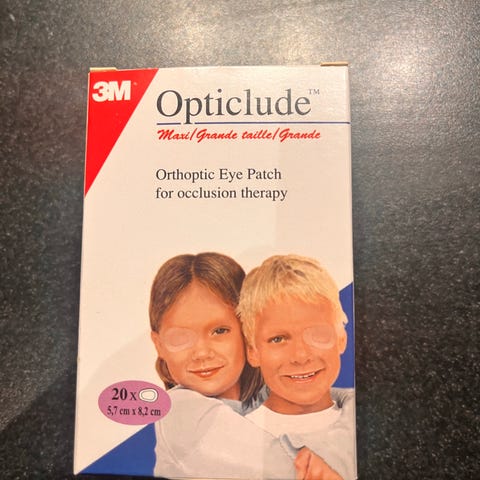 3M
Opticlude™
Maxi/Grande taille/Grande
Orthoptic Eye Patch
for occlusion therapy
20 x
5,7 cm x 8,2 cm